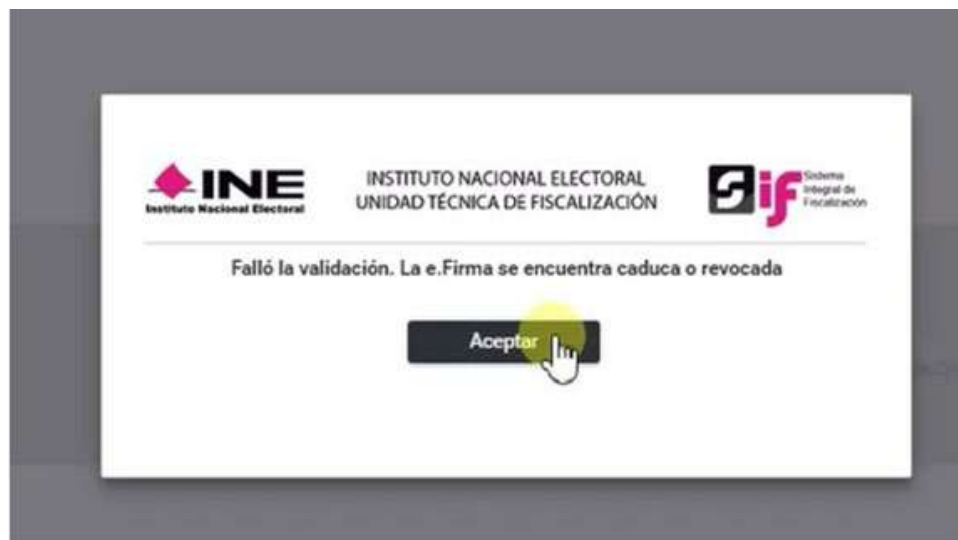 INE
Instituto Nacional Electoral
INSTITUTO NACIONAL ELECTORAL
UNIDAD TÉCNICA DE FISCALIZACIÓN
Sif
Sistema
Integral de
Fiscalización
Falló la validación. La e.Firma se encuentra caduca o revocada
Aceptar